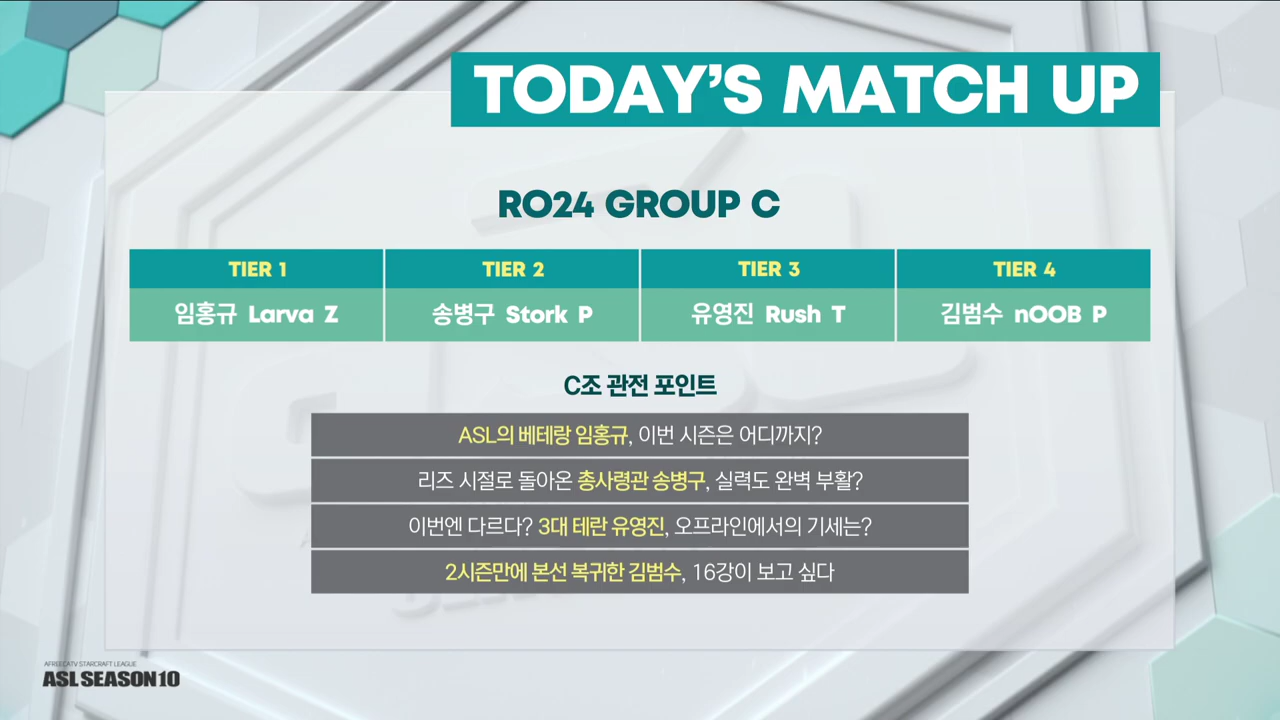 TODAY'S MATCH UP
RO24 GROUP C
TIER 1 TIER 2 TIER 3 TIER 4
임홍규 Larva Z 송병구 Stork P 유영진 Rush T 김범수 nOOB P
C조 관전 포인트
ASL의 베테랑 임홍규, 이번 시즌은 어디까지?
리즈 시절로 돌아온 총사령관 송병구, 실력도 완벽 부활?
이번엔 다르다? 3대 테란 유영진, 오프라인에서의 기세는?
2시즌만에 본선 복귀한 김범수, 16강이 보고 싶다
AFREECATV STARCRAFT LEAGUE
ASL SEASON 10